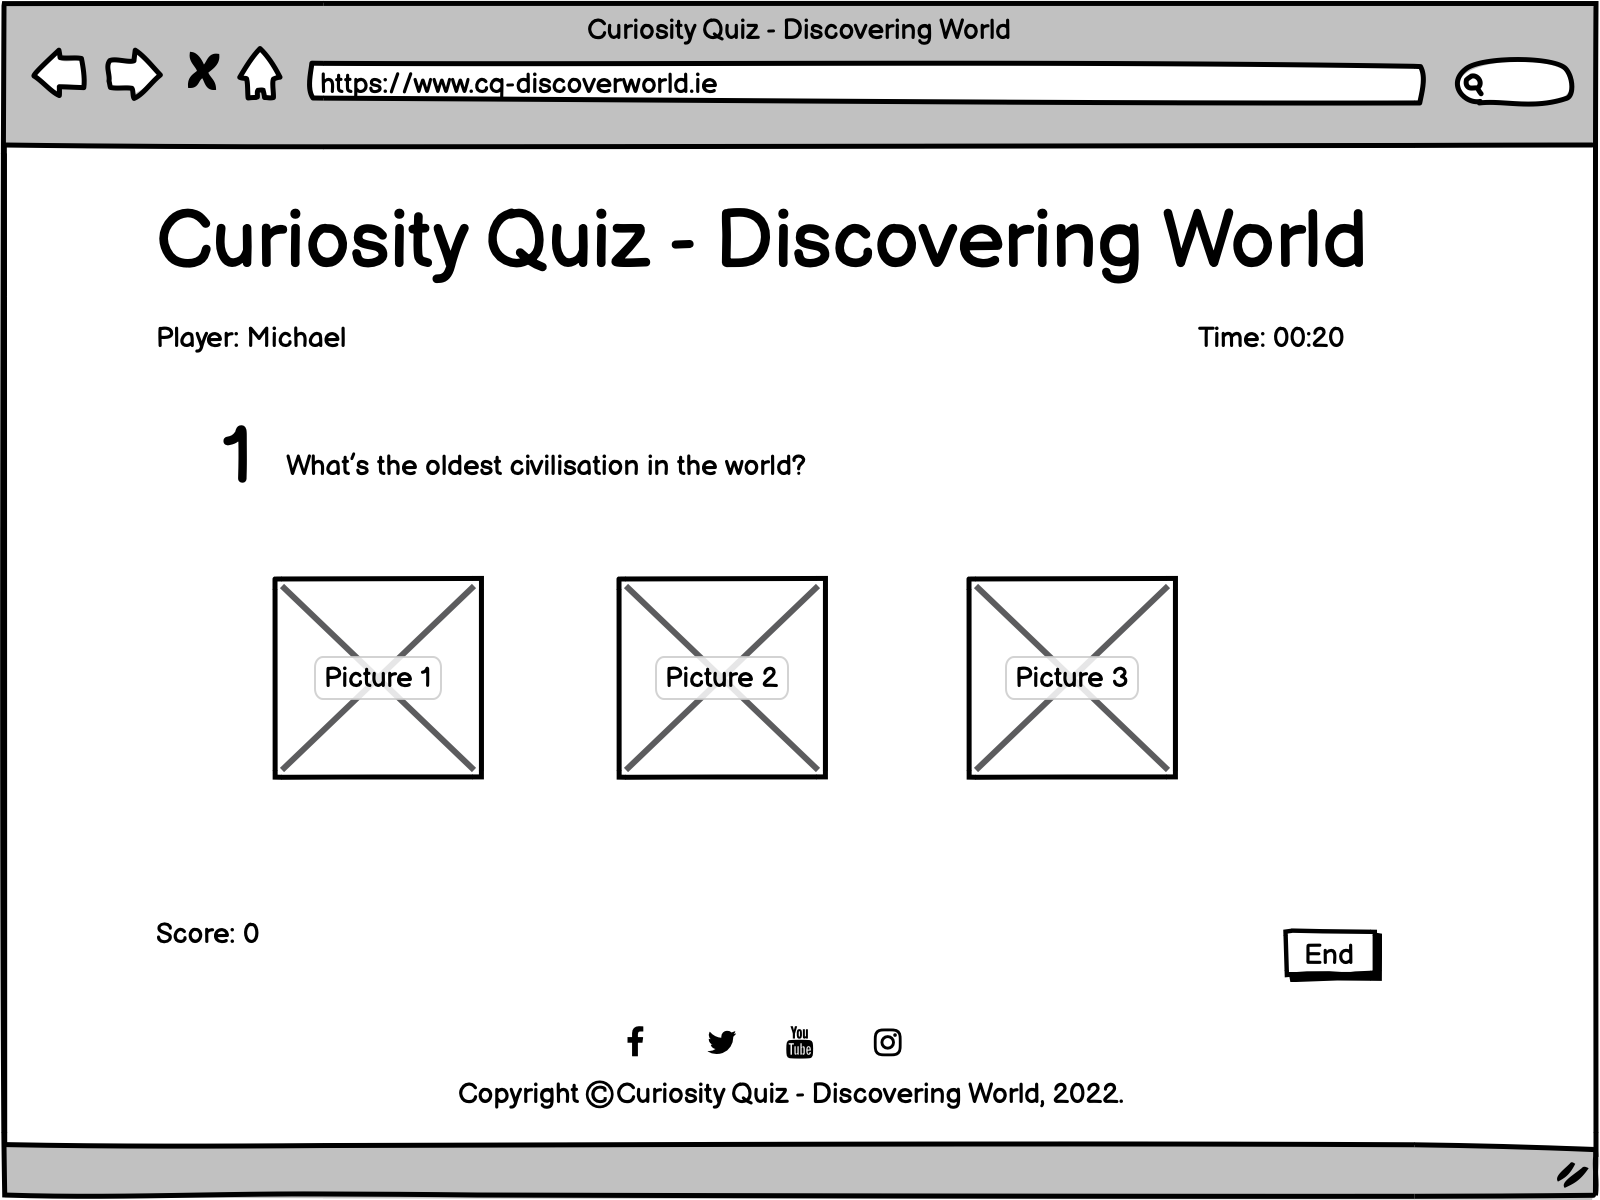 Curiosity Quiz - Discovering World
https://www.cq-discoverworld.ie
Curiosity Quiz - Discovering World
Player: Michael
Time: 00:20
1
What's the oldest civilisation in the world?
Picture 1
Picture 2
Picture 3
Score: 0
End
You
Tube
Copyright ©Curiosity Quiz - Discovering World, 2022.